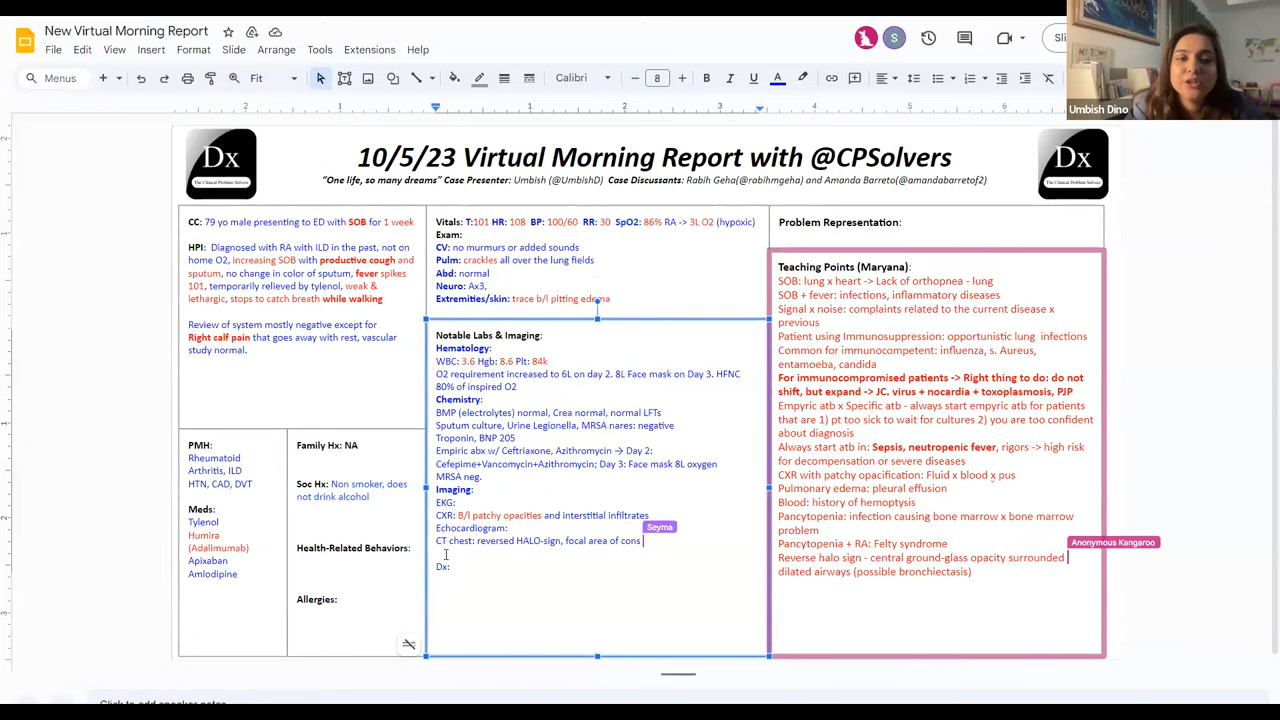 New Virtual Morning Report
File Edit View Insert Format Slide Arrange Tools Extensions Help
S
Menus
Fit
Calibri
8
B I U A
Umbish Dino
2 1 1 2 4 5 6
Dx
The Clinical Problem Solvers
10/5/23 Virtual Morning Report with @CPSolvers
“One life, so many dreams” Case Presenter: Umbish (@UmbishD) Case Discussants: Rabih Geha(@rabihmgeha) and Amanda Barreto(@amandabarretof2)
Dx
The Clinical Problem Solvers
CC: 79 yo male presenting to ED with SOB for 1 week
HPI: Diagnosed with RA with ILD in the past, not on
home O2, increasing SOB with productive cough and
sputum, no change in color of sputum, fever spikes
101, temporarily relieved by tylenol, weak &
lethargic, stops to catch breath while walking
Review of system mostly negative except for
Right calf pain that goes away with rest, vascular
study normal.
PMH:
Rheumatoid
Arthritis, ILD
HTN, CAD, DVT
Meds:
Tylenol
Humira
(Adalimumab)
Apixaban
Amlodipine
Family Hx: NA
Soc Hx: Non smoker, does
not drink alcohol
Health-Related Behaviors:
Allergies:
Vitals: T:101 HR: 108 BP: 100/60 RR: 30 SpO2: 86% RA -> 3L O2 (hypoxic)
Exam:
CV: no murmurs or added sounds
Pulm: crackles all over the lung fields
Abd: normal
Neuro: Ax3,
Extremities/skin: trace b/l pitting edema
Notable Labs & Imaging:
Hematology:
WBC: 3.6 Hgb: 8.6 Plt: 84k
O2 requirement increased to 6L on day 2. 8L Face mask on Day 3. HFNC
80% of inspired O2
Chemistry:
BMP (electrolytes) normal, Crea normal, normal LFTs
Sputum culture, Urine Legionella, MRSA nares: negative
Troponin, BNP 205
Empiric abx w/ Ceftriaxone, Azithromycin → Day 2:
Cefepime+Vancomycin+Azithromycin; Day 3: Face mask 8L oxygen
MRSA neg.
Imaging:
EKG:
CXR: B/l patchy opacities and interstitial infiltrates
Echocardiogram:
Seyma
CT chest: reversed HALO-sign, focal area of cons
Dx:
Problem Representation:
Teaching Points (Maryana):
SOB: lung x heart -> Lack of orthopnea - lung
SOB + fever: infections, inflammatory diseases
Signal x noise: complaints related to the current disease x
previous
Patient using Immunosuppression: opportunistic lung infections
Common for immunocompetent: influenza, s. Aureus,
entamoeba, candida
For immunocompromised patients -> Right thing to do: do not
shift, but expand -> JC. virus + nocardia + toxoplasmosis, PJP
Empyric atb x Specific atb - always start empyric atb for patients
that are 1) pt too sick to wait for cultures 2) you are too confident
about diagnosis
Always start atb in: Sepsis, neutropenic fever, rigors -> high risk
for decompensation or severe diseases
CXR with patchy opacification: Fluid x blood x pus
Pulmonary edema: pleural effusion
Blood: history of hemoptysis
Pancytopenia: infection causing bone marrow x bone marrow
problem
Pancytopenia + RA: Felty syndrome
Anonymous Kangaroo
Reverse halo sign - central ground-glass opacity surrounded
dilated airways (possible bronchiectasis)